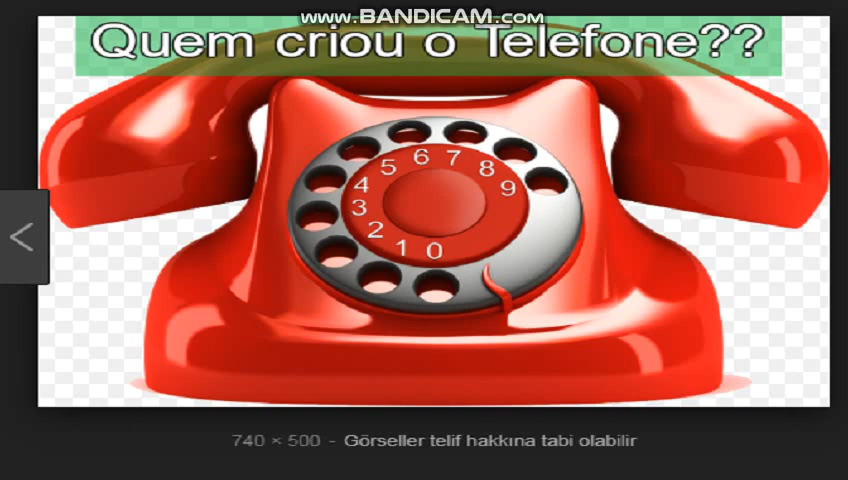 www.BANDICAM.com
Quem criou o Telefone??
6 7
5 8
4 9
3
2
1 0
740 × 500 - Görseller telif hakkına tabi olabilir